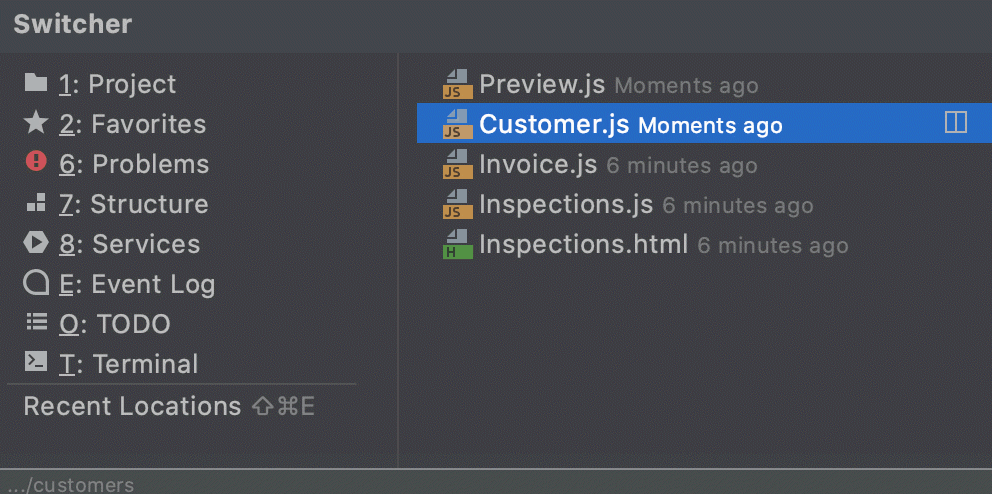 Switcher
1: Project
2: Favorites
6: Problems
7: Structure
8: Services
E: Event Log
O: TODO
T: Terminal
Recent Locations ⇧⌘E
JS Preview.js Moments ago
JS Customer.js Moments ago
JS Invoice.js 6 minutes ago
JS Inspections.js 6 minutes ago
H Inspections.html 6 minutes ago
.../customers